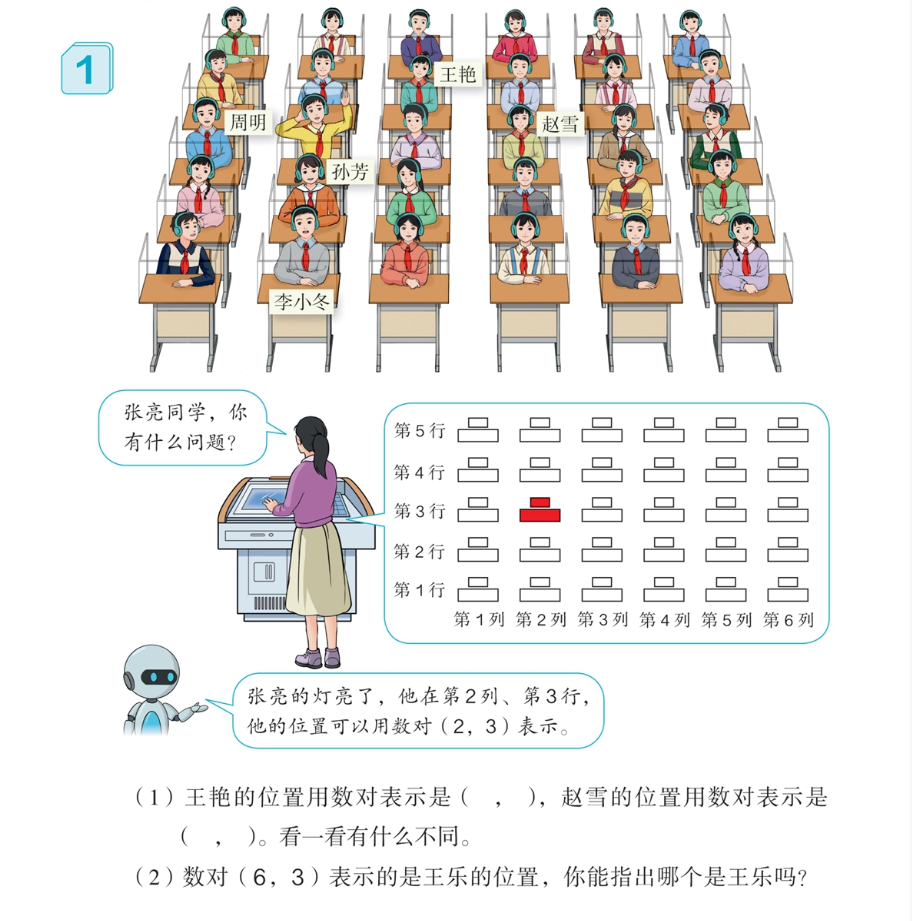 1
王艳
周明
赵雪
孙芳
李小冬
张亮同学，你
有什么问题？
第5行
第4行
第3行
第2行
第1行
第1列 第2列 第3列 第4列 第5列 第6列
张亮的灯亮了，他在第2列、第3行，
他的位置可以用数对（2，3）表示。
（1）王艳的位置用数对表示是（ ， ），赵雪的位置用数对表示是
（ ， ）。看一看有什么不同。
（2）数对（6，3）表示的是王乐的位置，你能指出哪个是王乐吗？